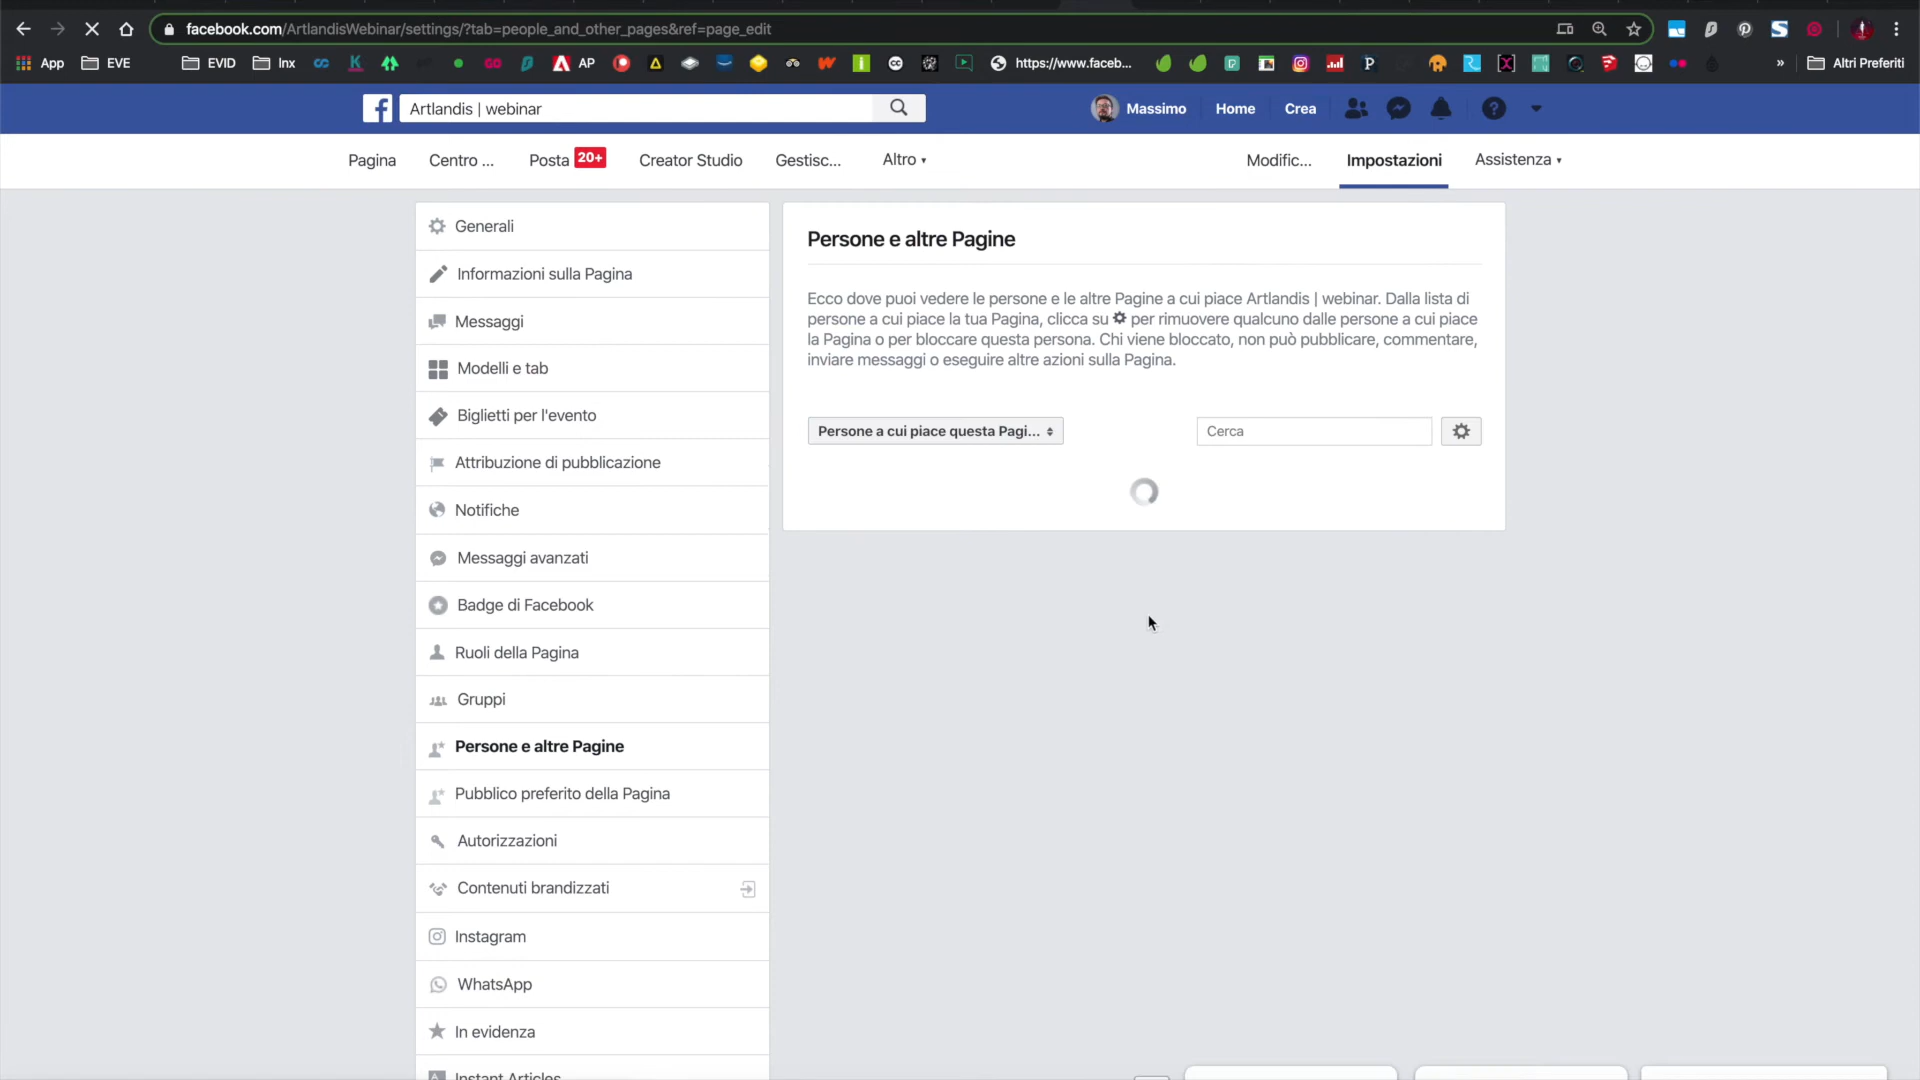 facebook.com/ArtlandisWebinar/settings/?tab=people_and_other_pages&ref=page_edit
App EVE EVID Inx AP https://www.faceb... » Altri Preferiti
Artlandis | webinar
Massimo Home Crea
Pagina Centro ... Posta 20+ Creator Studio Gestisc... Altro Modific... Impostazioni Assistenza
Generali
Informazioni sulla Pagina
Messaggi
Modelli e tab
Biglietti per l'evento
Attribuzione di pubblicazione
Notifiche
Messaggi avanzati
Badge di Facebook
Ruoli della Pagina
Gruppi
Persone e altre Pagine
Pubblico preferito della Pagina
Autorizzazioni
Contenuti brandizzati
Instagram
WhatsApp
In evidenza
Instant Articles
Persone e altre Pagine
Ecco dove puoi vedere le persone e le altre Pagine a cui piace Artlandis | webinar. Dalla lista di
persone a cui piace la tua Pagina, clicca su per rimuovere qualcuno dalle persone a cui piace
la Pagina o per bloccare questa persona. Chi viene bloccato, non può pubblicare, commentare,
inviare messaggi o eseguire altre azioni sulla Pagina.
Persone a cui piace questa Pagi... Cerca